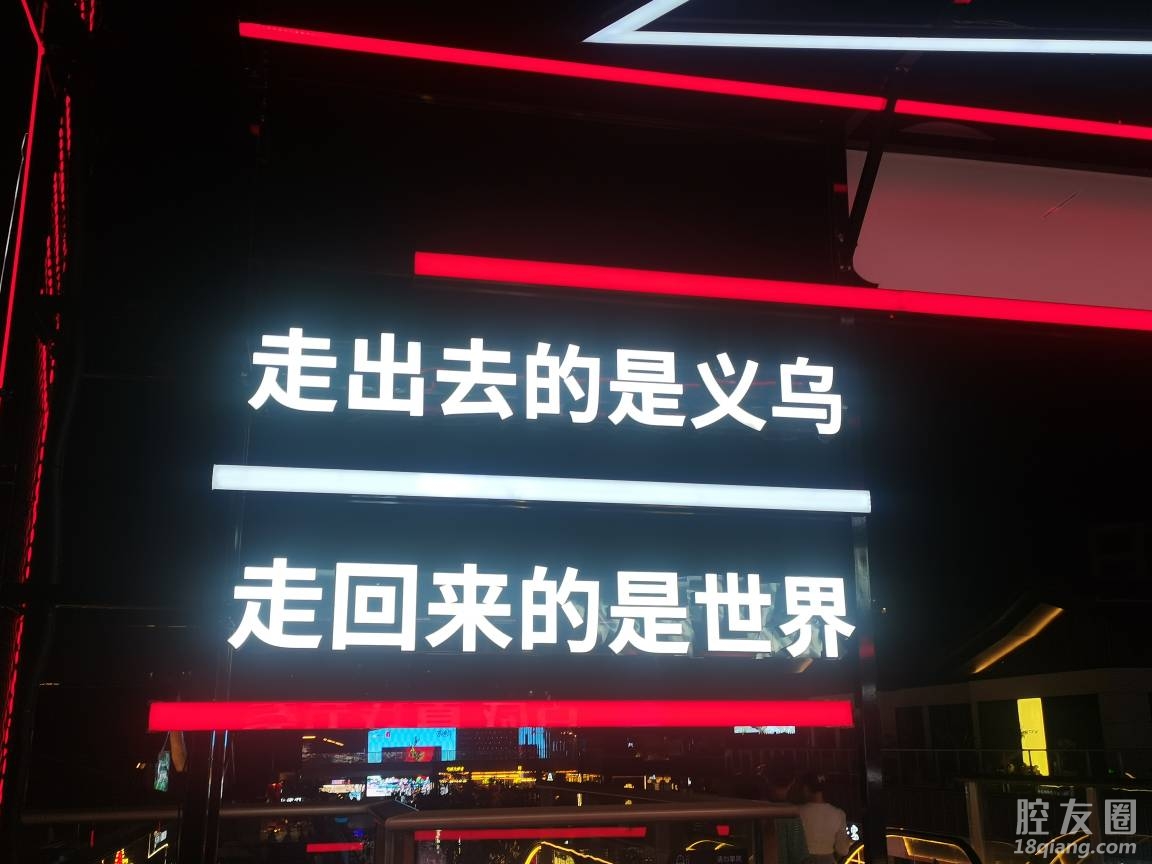 走出去的是义乌
走回来的是世界
腔友圈
18qiang.com